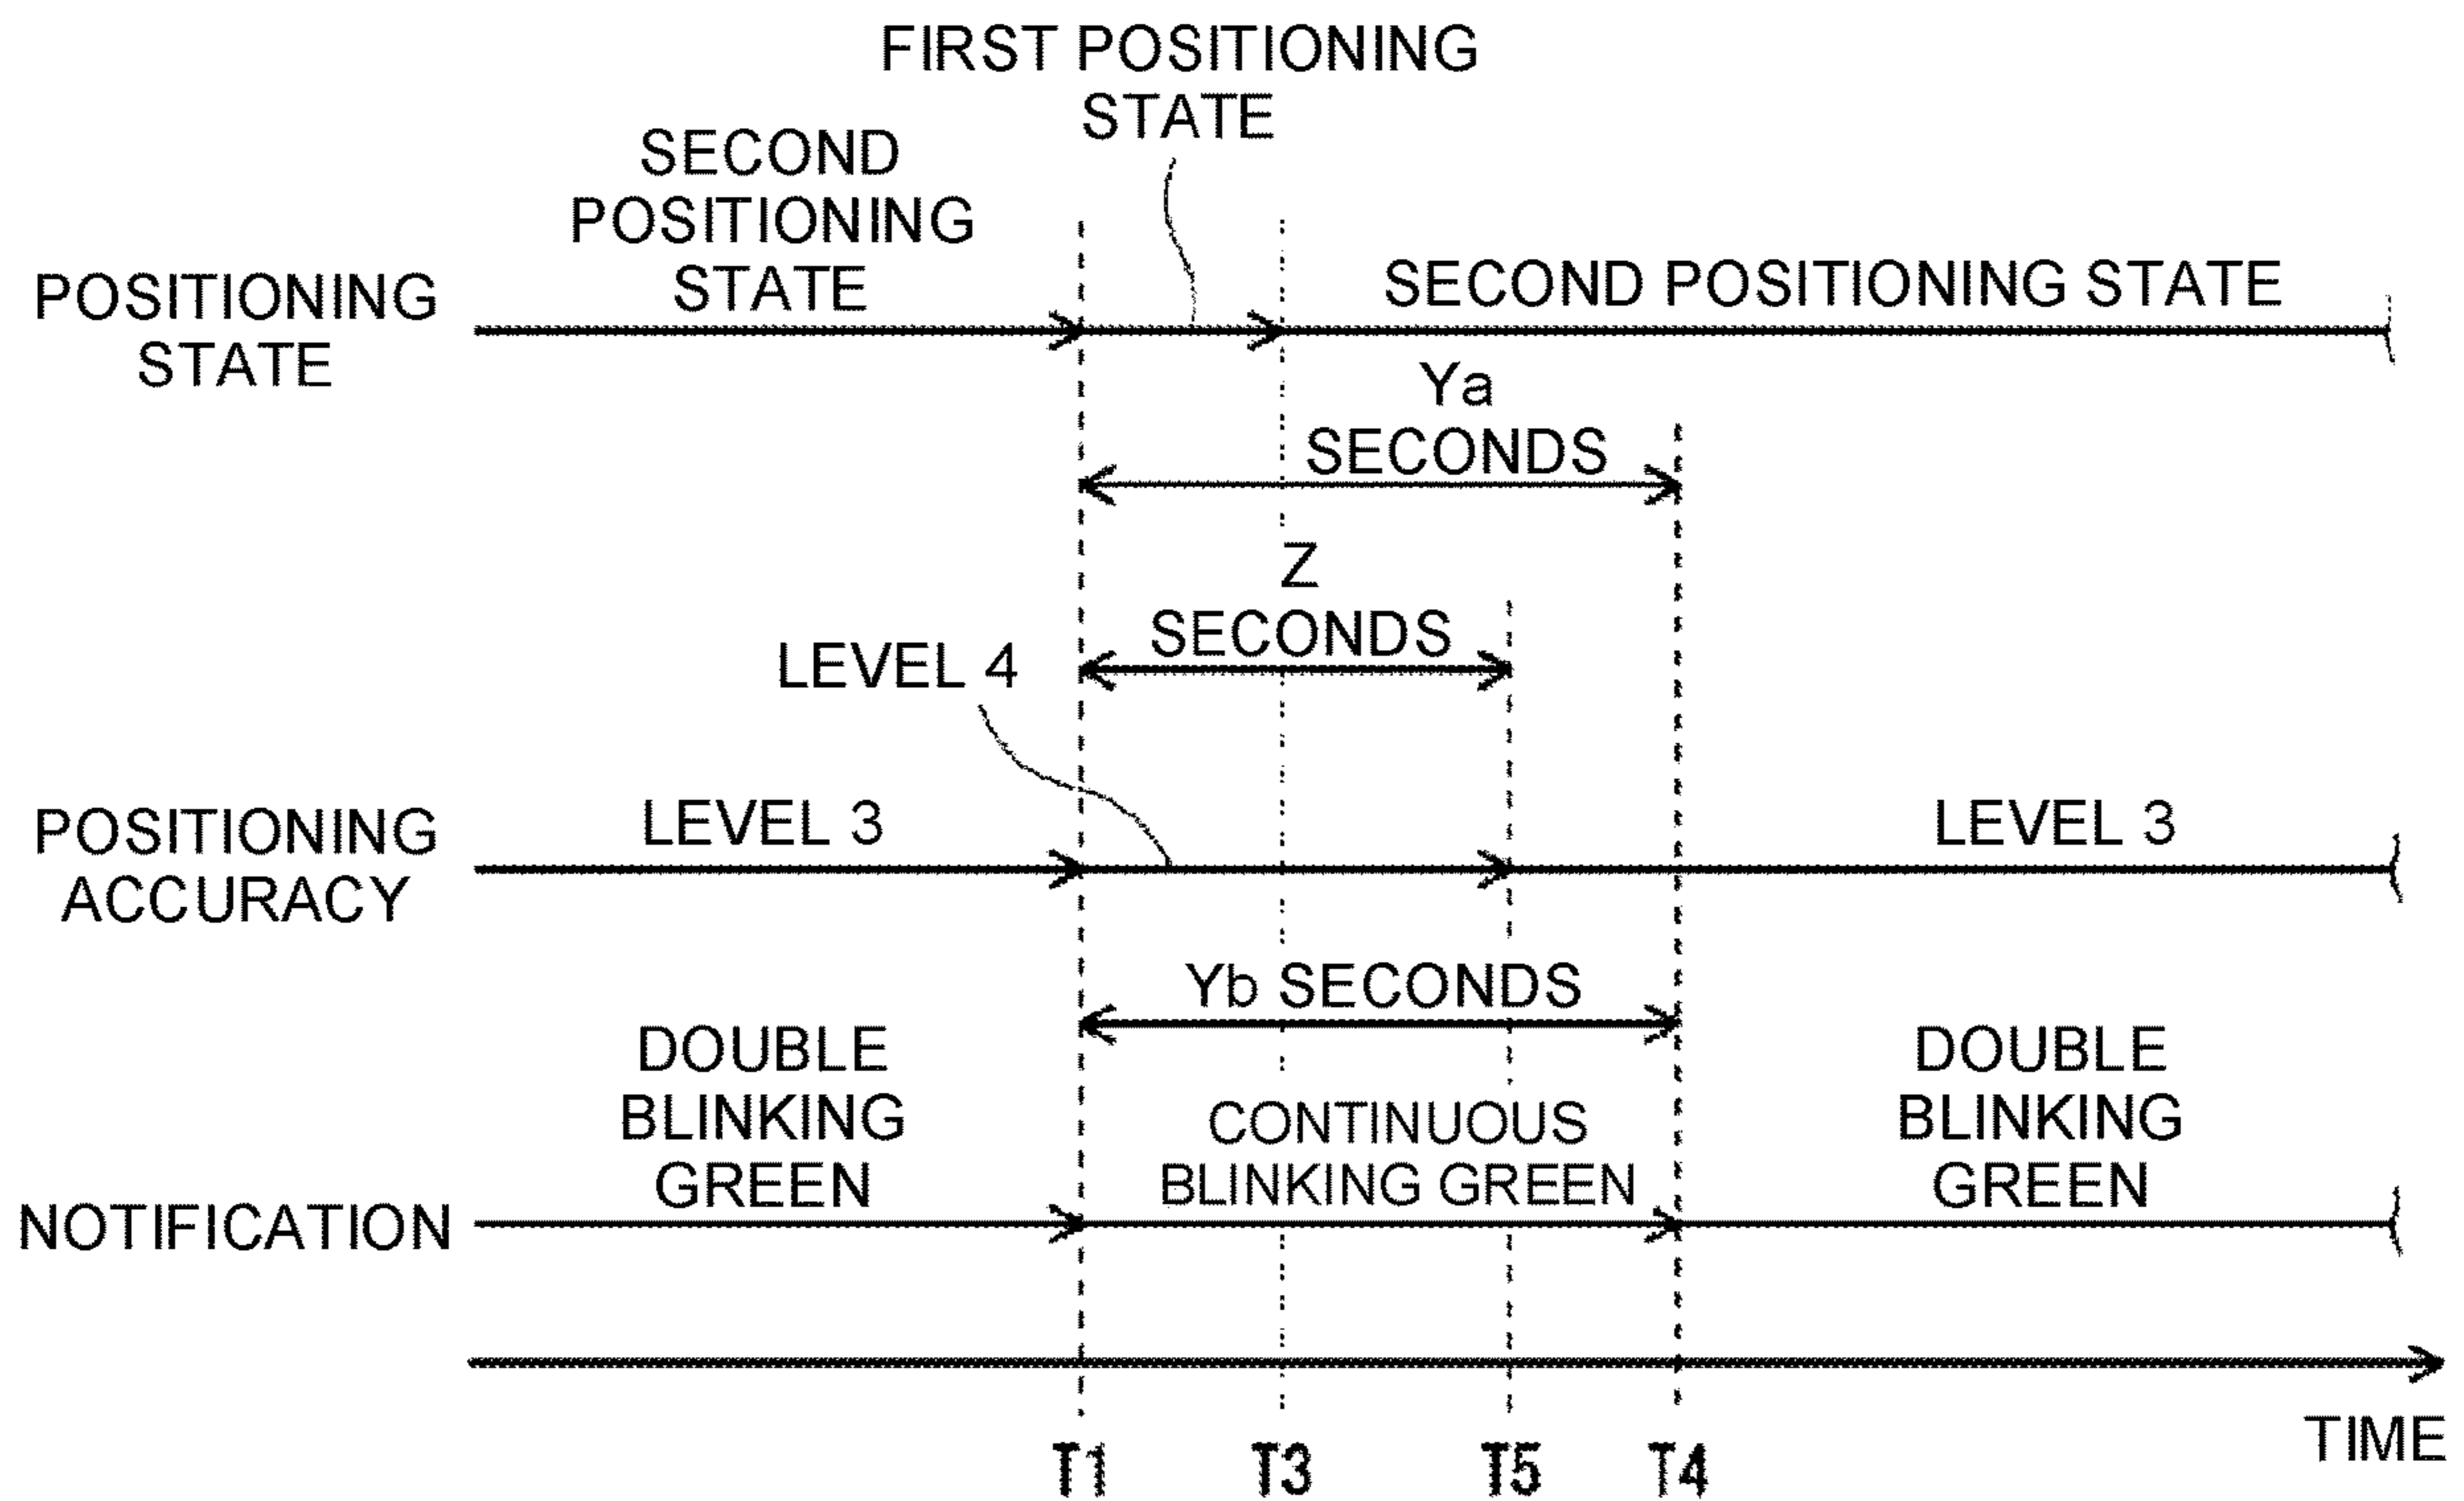 FIRST POSITIONING
STATE
SECOND
POSITIONING
STATE
SECOND POSITIONING STATE
POSITIONING
STATE
Ya
SECONDS
Z
SECONDS
LEVEL 4
POSITIONING
ACCURACY
LEVEL 3
LEVEL 3
Yb SECONDS
DOUBLE
BLINKING
GREEN
CONTINUOUS
BLINKING GREEN
DOUBLE
BLINKING
GREEN
NOTIFICATION
T1
T3
T5
T4
TIME